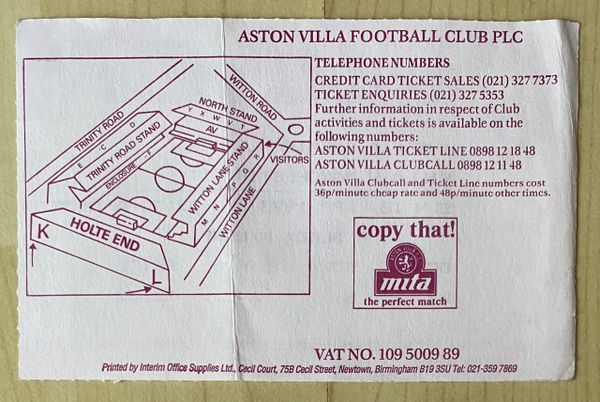 ASTON VILLA FOOTBALL CLUB PLC
TRINITY ROAD
TRINITY ROAD
E C D
TRINITY ROAD STAND
ENCLOSURE T
NORTH STAND
Y X W V T
AV
WITTON ROAD
WITTON LANE STAND
M N P Q R
WITTON LANE
VISITORS
K
HOLTE END
L
TELEPHONE NUMBERS
CREDIT CARD TICKET SALES (021) 327 7373
TICKET ENQUIRIES (021) 327 5353
Further information in respect of Club
activities and tickets is available on the
following numbers:
ASTON VILLA TICKET LINE 0898 12 18 48
ASTON VILLA CLUBCALL 0898 12 11 48
Aston Villa Clubcall and Ticket Line numbers cost
36p/minute cheap rate and 48p/minute other times.
copy that!
mita
the perfect match
VAT NO. 109 5009 89
Printed by Interim Office Supplies Ltd., Cecil Court, 75B Cecil Street, Newtown, Birmingham B19 3SU Tel: 021-359 7869